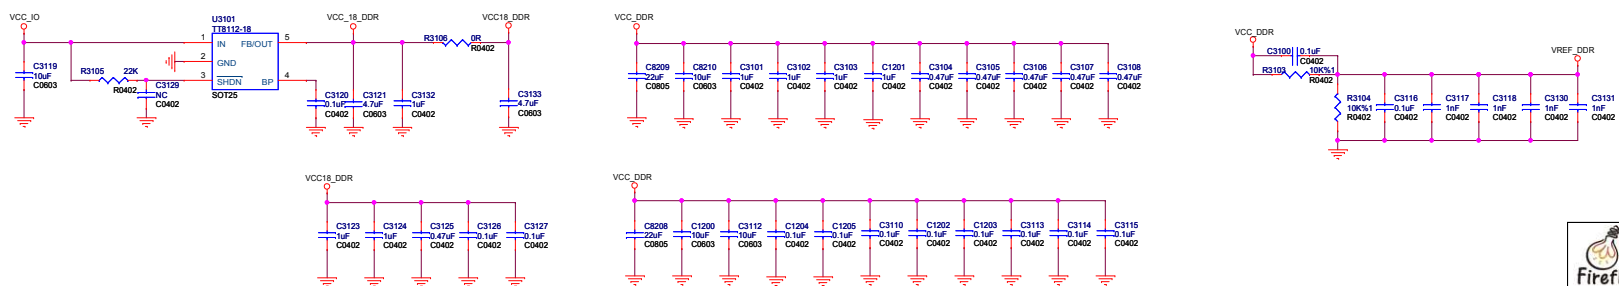 VCC_IO
C3119
10uF
C0603
R3105
22K
R0402
C3129
NC
C0402
U3101
TT8112-18
1
IN
FB/OUT
5
2
GND
3
SHDN
BP
4
SOT25
VCC_18_DDR
C3120
0.1uF
C0402
C3121
4.7uF
C0603
C3132
1uF
C0402
R3106
0R
R0402
VCC18_DDR
C3133
4.7uF
C0603
VCC_DDR
C8209
22uF
C0805
C8210
10uF
C0603
C3101
1uF
C0402
C3102
1uF
C0402
C3103
1uF
C0402
C1201
1uF
C0402
C3104
0.47uF
C0402
C3105
0.47uF
C0402
C3106
0.47uF
C0402
C3107
0.47uF
C0402
C3108
0.47uF
C0402
VCC_DDR
C3100
0.1uF
C0402
R3103
10K%1
R0402
VREF_DDR
R3104
10K%1
R0402
C3116
0.1uF
C0402
C3117
1nF
C0402
C3118
1nF
C0402
C3130
1nF
C0402
C3131
1nF
C0402
VCC18_DDR
C3123
1uF
C0402
C3124
1uF
C0402
C3125
0.47uF
C0402
C3126
0.1uF
C0402
C3127
0.1uF
C0402
VCC_DDR
C8208
22uF
C0805
C1200
10uF
C0603
C3112
10uF
C0603
C1204
0.1uF
C0402
C1205
0.1uF
C0402
C3110
0.1uF
C0402
C1202
0.1uF
C0402
C1203
0.1uF
C0402
C3113
0.1uF
C0402
C3114
0.1uF
C0402
C3115
0.1uF
C0402
Firef